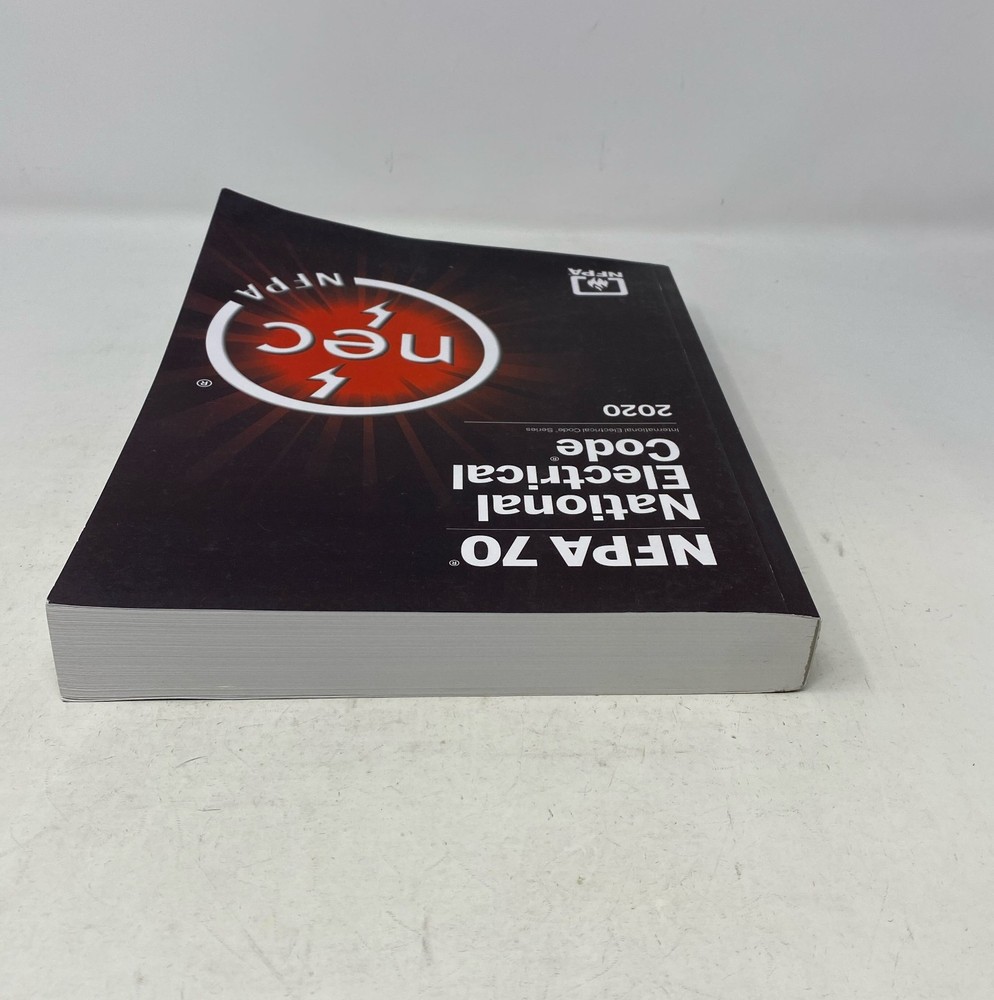 NFPA 70®
National
Electrical
Code®
International Electrical Code® Series
2020
nec
®
NFPA
NFPA